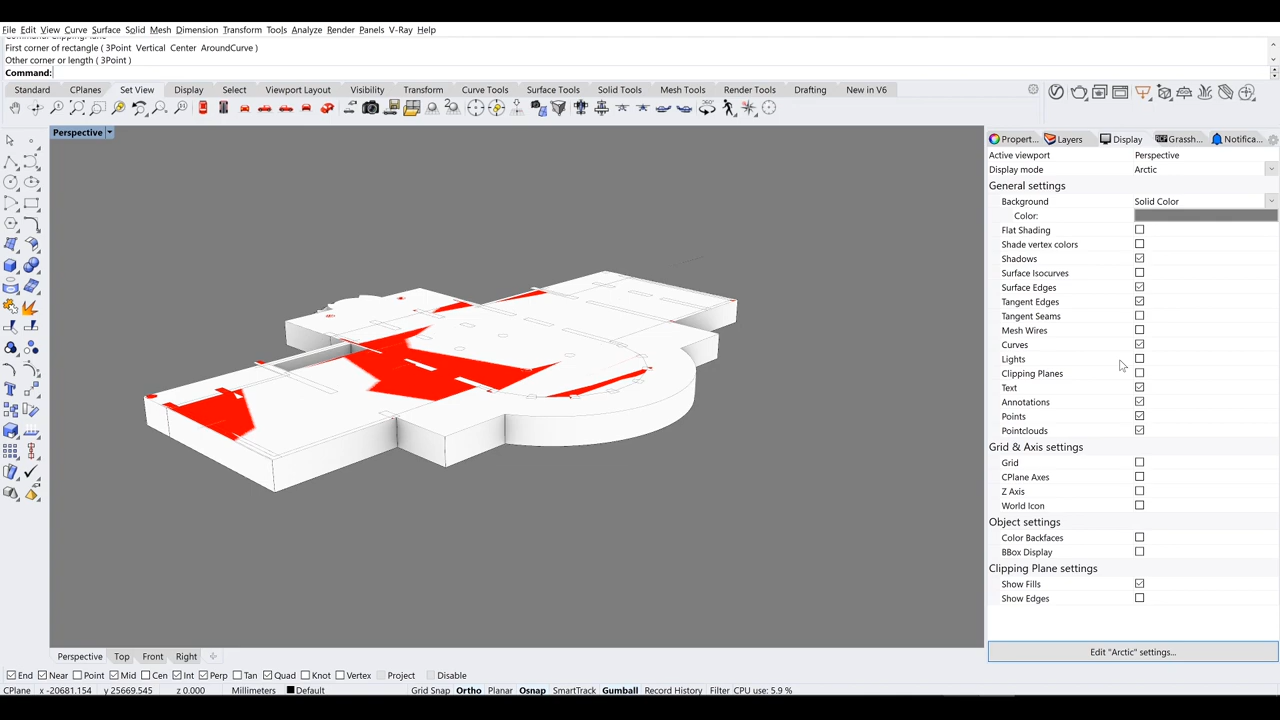 File Edit View Curve Surface Solid Mesh Dimension Transform Tools Analyze Render Panels V-Ray Help
First corner of rectangle ( 3Point Vertical Center AroundCurve )
Other corner or length ( 3Point )
Command:
Standard CPlanes Set View Display Select Viewport Layout Visibility Transform Curve Tools Surface Tools Solid Tools Mesh Tools Render Tools Drafting New in V6
Perspective
Propert... Layers Display Grassh... Notifica...
Active viewport Perspective
Display mode Arctic
General settings
Background Solid Color
Color:
Flat Shading
Shade vertex colors
Shadows
Surface Isocurves
Surface Edges
Tangent Edges
Tangent Seams
Mesh Wires
Curves
Lights
Clipping Planes
Text
Annotations
Points
Pointclouds
Grid & Axis settings
Grid
CPlane Axes
Z Axis
World Icon
Object settings
Color Backfaces
BBox Display
Clipping Plane settings
Show Fills
Show Edges
Edit "Arctic" settings...
Perspective Top Front Right
End Near Point Mid Cen Int Perp Tan Quad Knot Vertex Project Disable
CPlane x -20681.154 y 25669.545 z 0.000 Millimeters Default Grid Snap Ortho Planar Osnap SmartTrack Gumball Record History Filter CPU use: 5.9 %